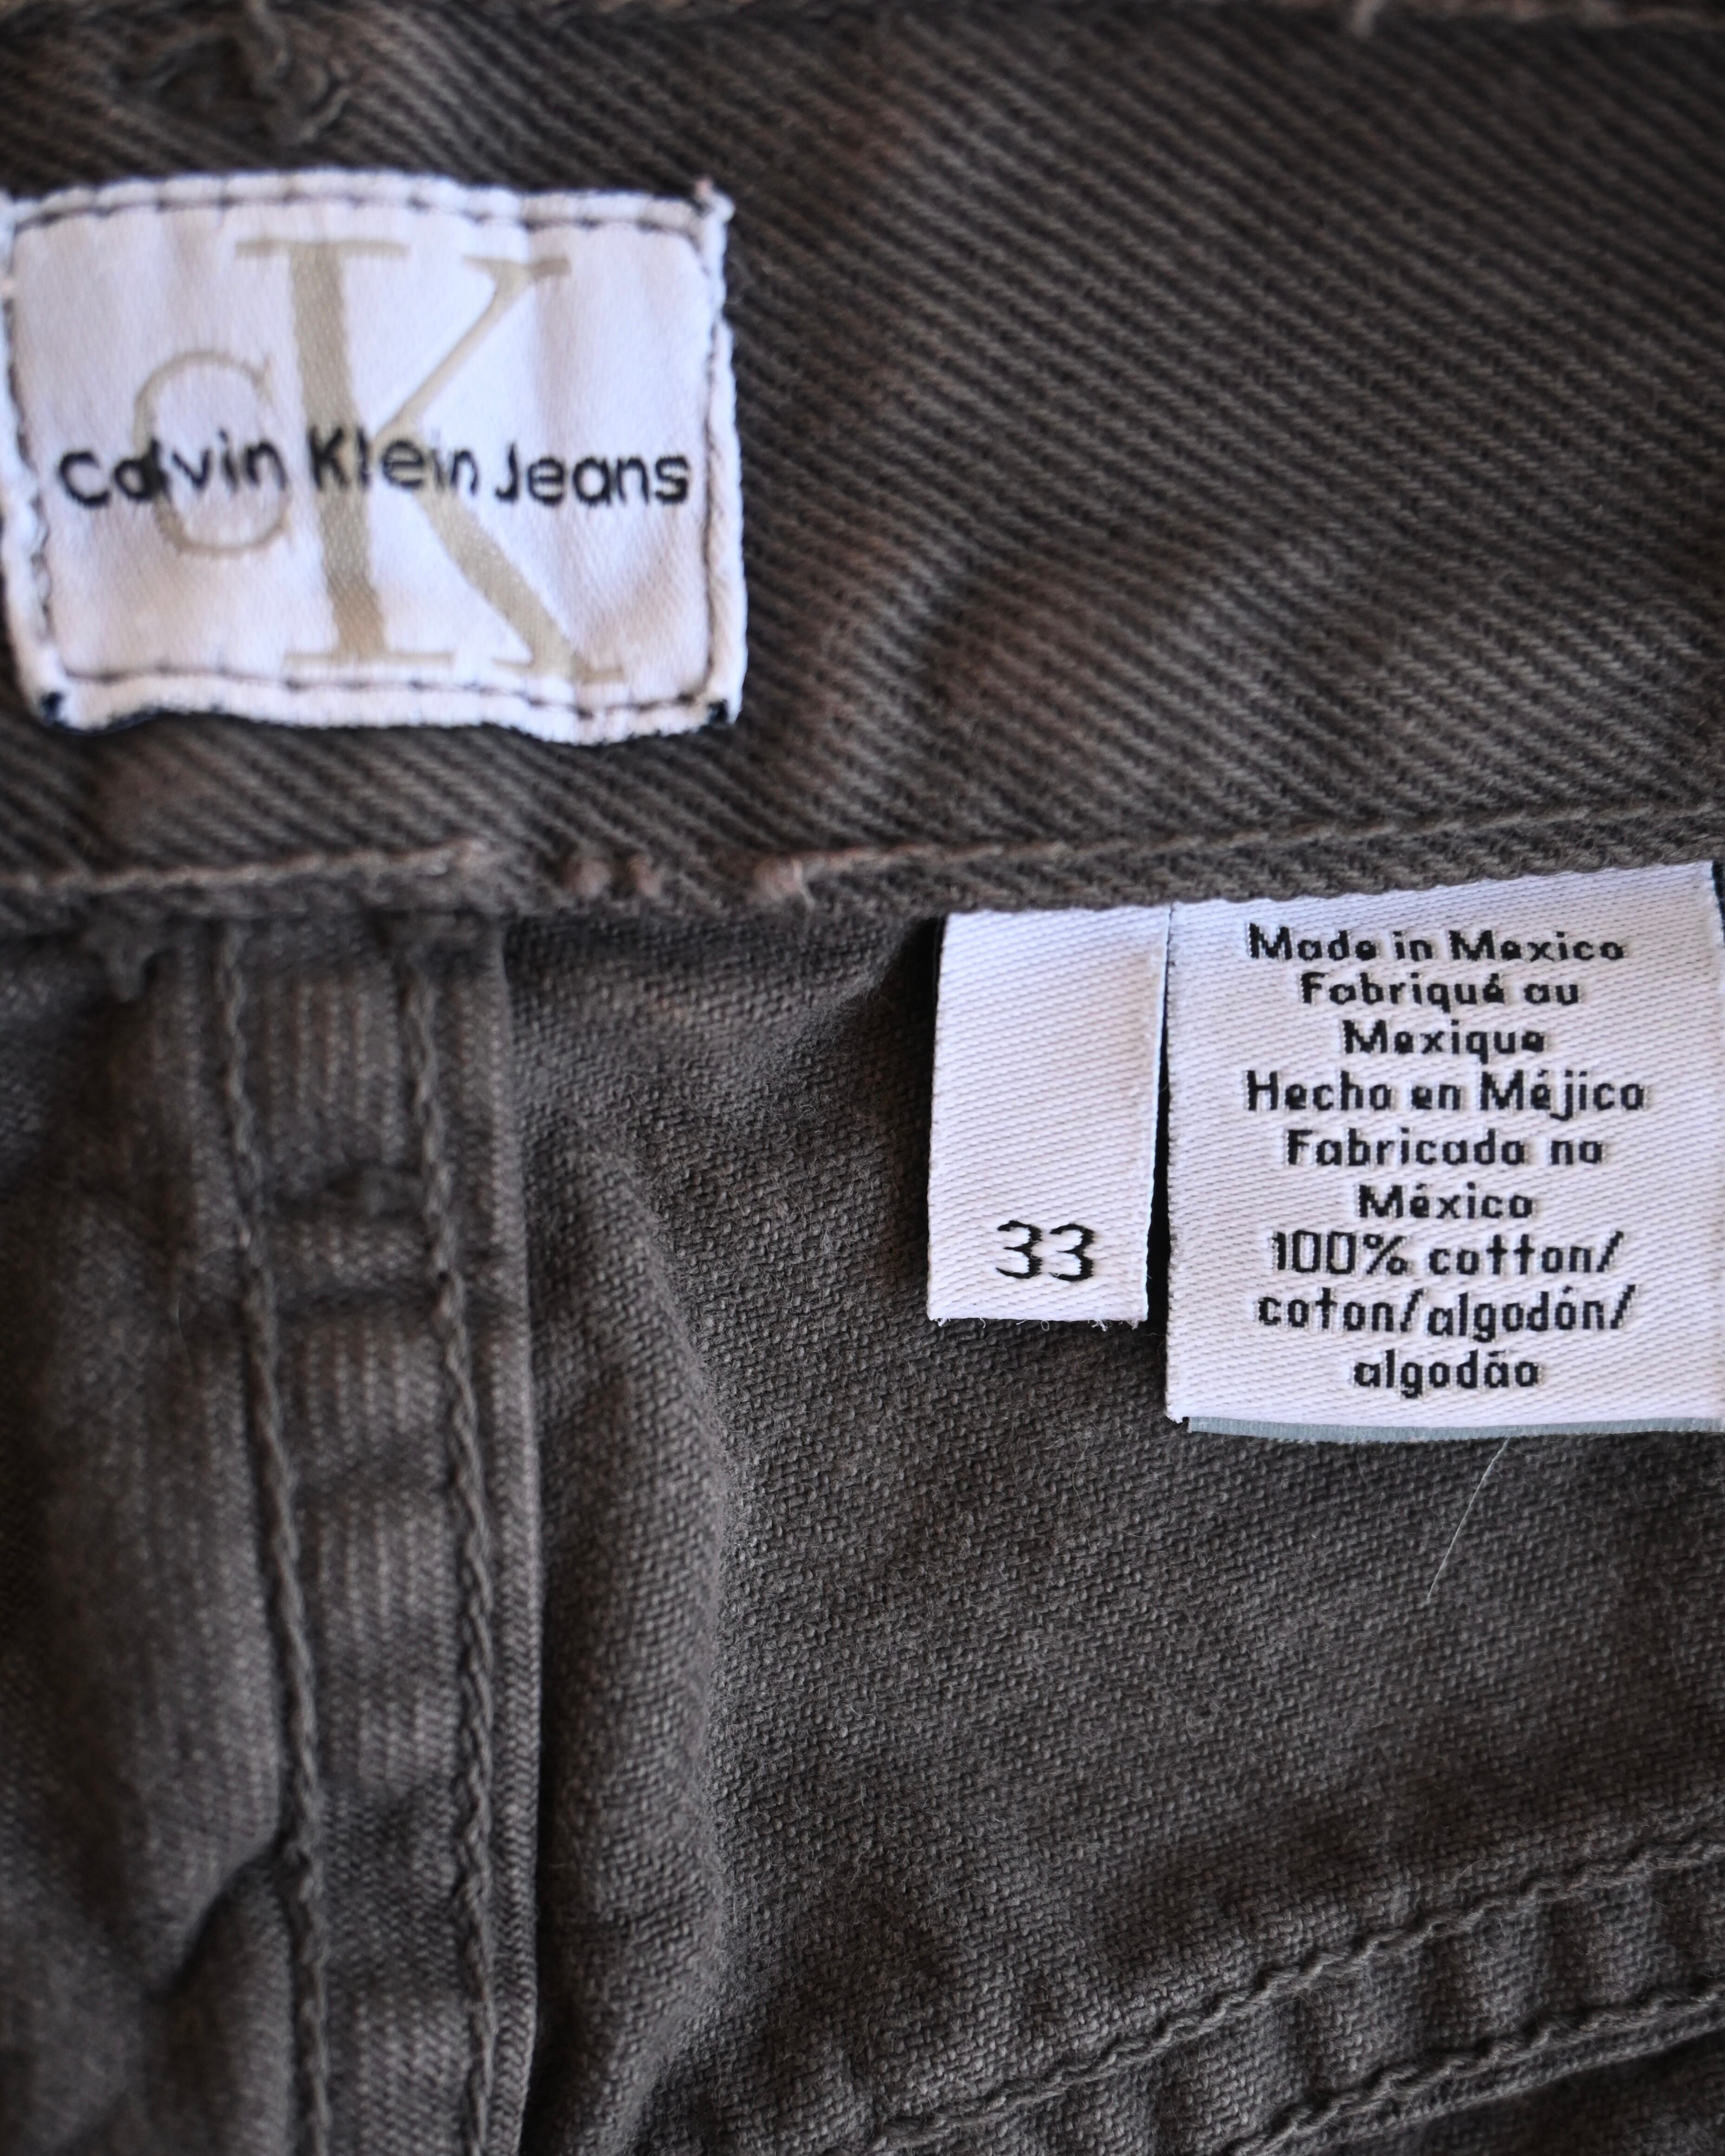 cK
Calvin Klein Jeans
33
Made in Mexico
Fabriqué au
Mexique
Hecho en Méjico
Fabricado no
México
100% cotton/
coton/algodón/
algodão